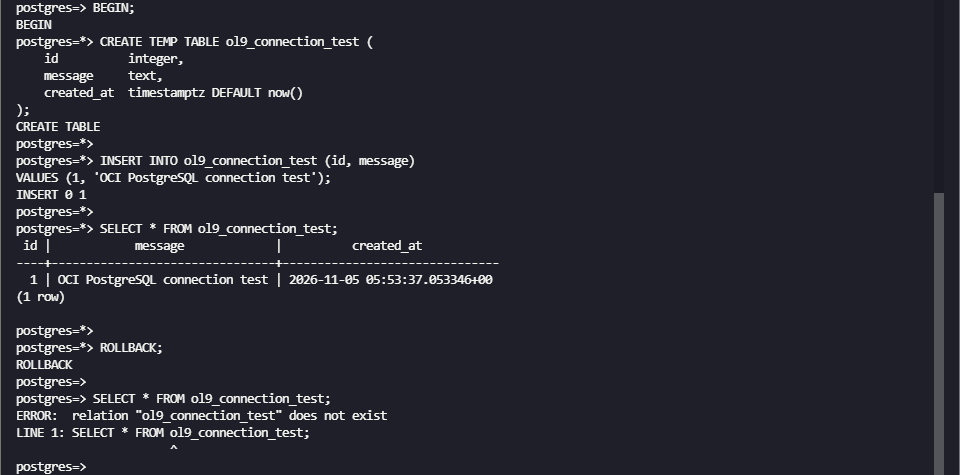 postgres=> BEGIN;
BEGIN
postgres=*> CREATE TEMP TABLE ol9_connection_test (
    id          integer,
    message     text,
    created_at  timestamptz DEFAULT now()
);
CREATE TABLE
postgres=*>
postgres=*> INSERT INTO ol9_connection_test (id, message)
VALUES (1, 'OCI PostgreSQL connection test');
INSERT 0 1
postgres=*>
postgres=*> SELECT * FROM ol9_connection_test;
 id |            message             |          created_at
----+--------------------------------+-------------------------------
  1 | OCI PostgreSQL connection test | 2026-11-05 05:53:37.053346+00
(1 row)

postgres=*>
postgres=*> ROLLBACK;
ROLLBACK
postgres=>
postgres=> SELECT * FROM ol9_connection_test;
ERROR:  relation "ol9_connection_test" does not exist
LINE 1: SELECT * FROM ol9_connection_test;
                      ^
postgres=>